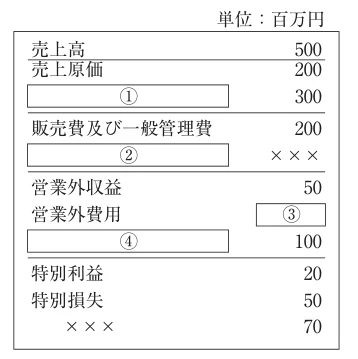 単位：百万円
売上高 500
売上原価 200
① 300
販売費及び一般管理費 200
② ×××
営業外収益 50
営業外費用 ③
④ 100
特別利益 20
特別損失 50
××× 70